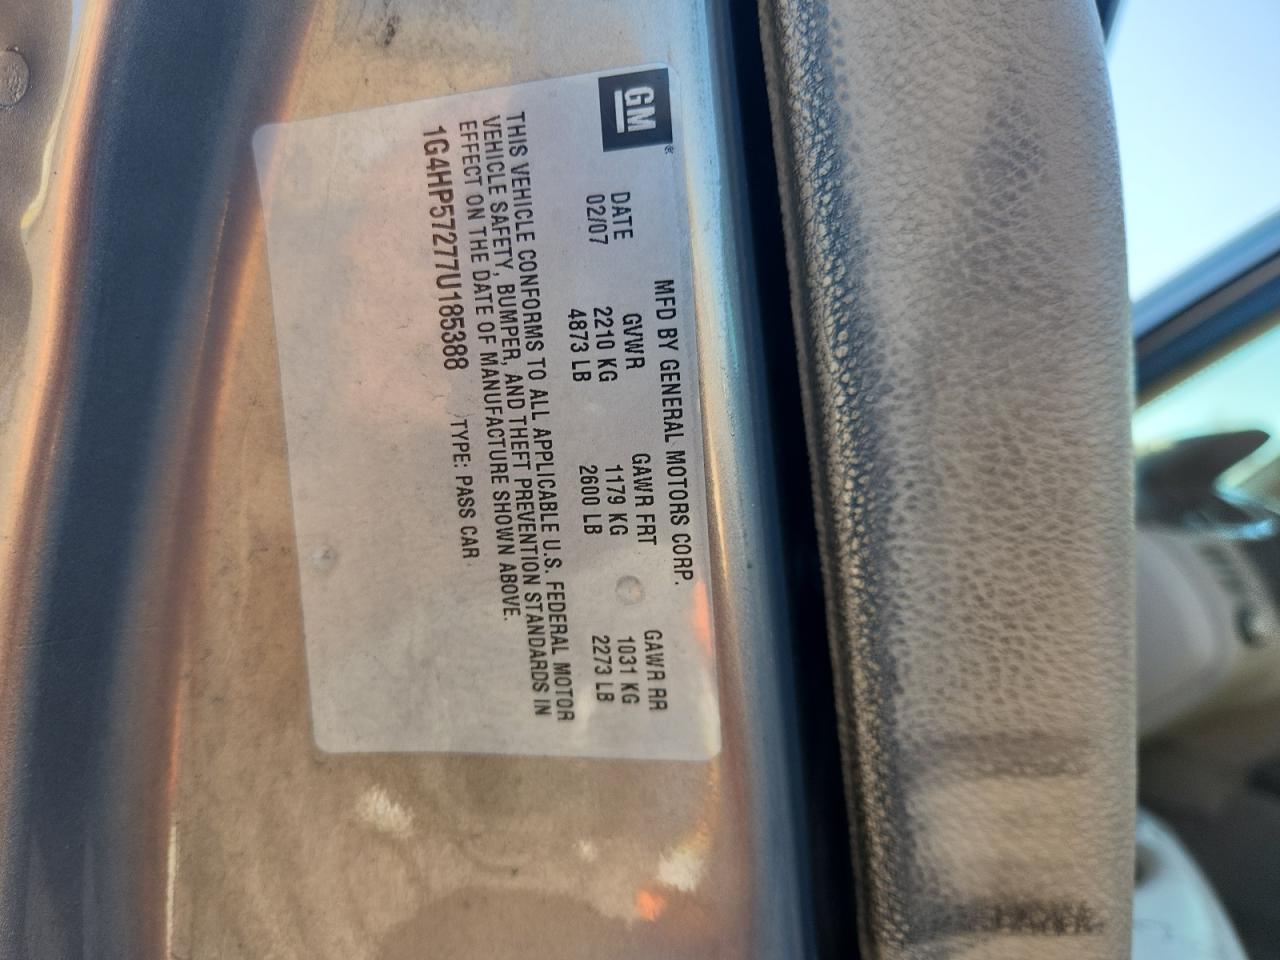 GM
MFD BY GENERAL MOTORS CORP.
DATE GVWR GAWR FRT GAWR RR
02/07 2210 KG 1179 KG 1031 KG
4873 LB 2600 LB 2273 LB
THIS VEHICLE CONFORMS TO ALL APPLICABLE U.S. FEDERAL MOTOR
VEHICLE SAFETY, BUMPER, AND THEFT PREVENTION STANDARDS IN
EFFECT ON THE DATE OF MANUFACTURE SHOWN ABOVE.
1G4HP57277U185388 TYPE: PASS CAR